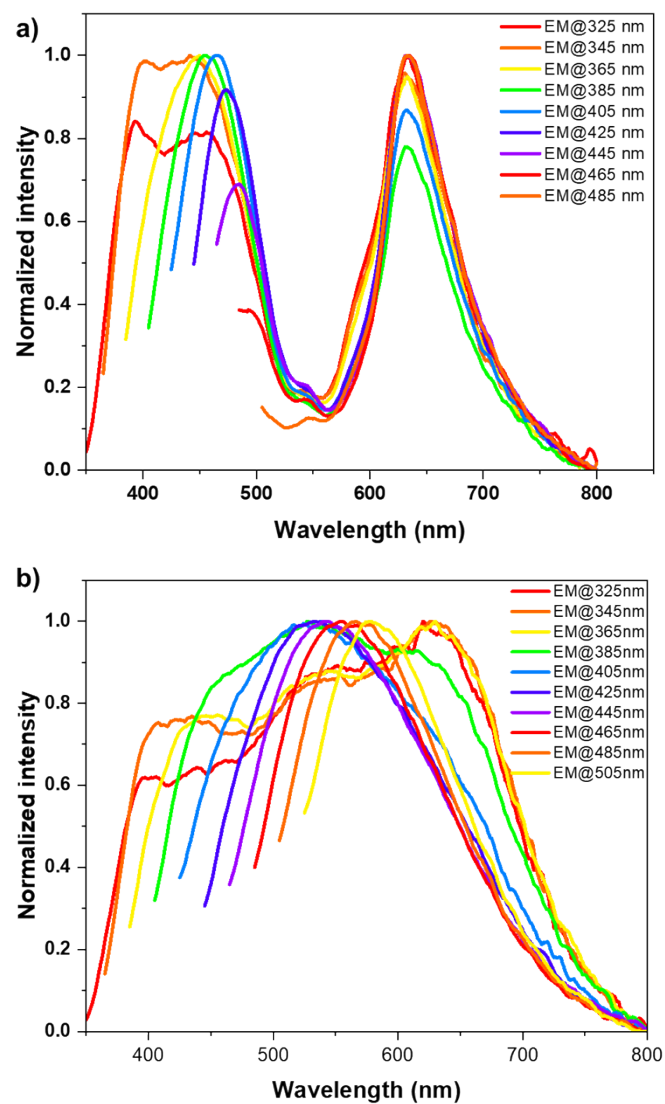 a)
Normalized intensity
1.0
0.8
0.6
0.4
0.2
0.0
EM@325 nm
EM@345 nm
EM@365 nm
EM@385 nm
EM@405 nm
EM@425 nm
EM@445 nm
EM@465 nm
EM@485 nm
400 500 600 700 800
Wavelength (nm)
b)
Normalized intensity
1.0
0.8
0.6
0.4
0.2
0.0
EM@325nm
EM@345nm
EM@365nm
EM@385nm
EM@405nm
EM@425nm
EM@445nm
EM@465nm
EM@485nm
EM@505nm
400 500 600 700 800
Wavelength (nm)